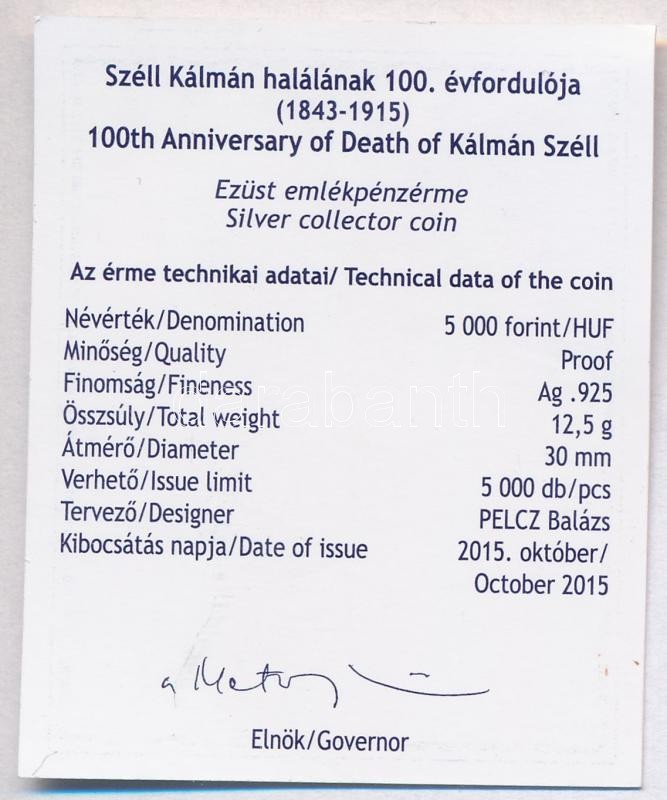 Széll Kálmán halálának 100. évfordulója
(1843-1915)
100th Anniversary of Death of Kálmán Széll
Ezüst emlékpénzérme
Silver collector coin
Az érme technikai adatai/ Technical data of the coin
Névérték/Denomination 5 000 forint/HUF
Minőség/Quality Proof
Finomság/Fineness Ag .925
Összsúly/Total weight 12,5 g
Átmérő/Diameter 30 mm
Verhető/Issue limit 5 000 db/pcs
Tervező/Designer PELCZ Balázs
Kibocsátás napja/Date of issue 2015. október/
October 2015
Elnök/Governor
darabanth